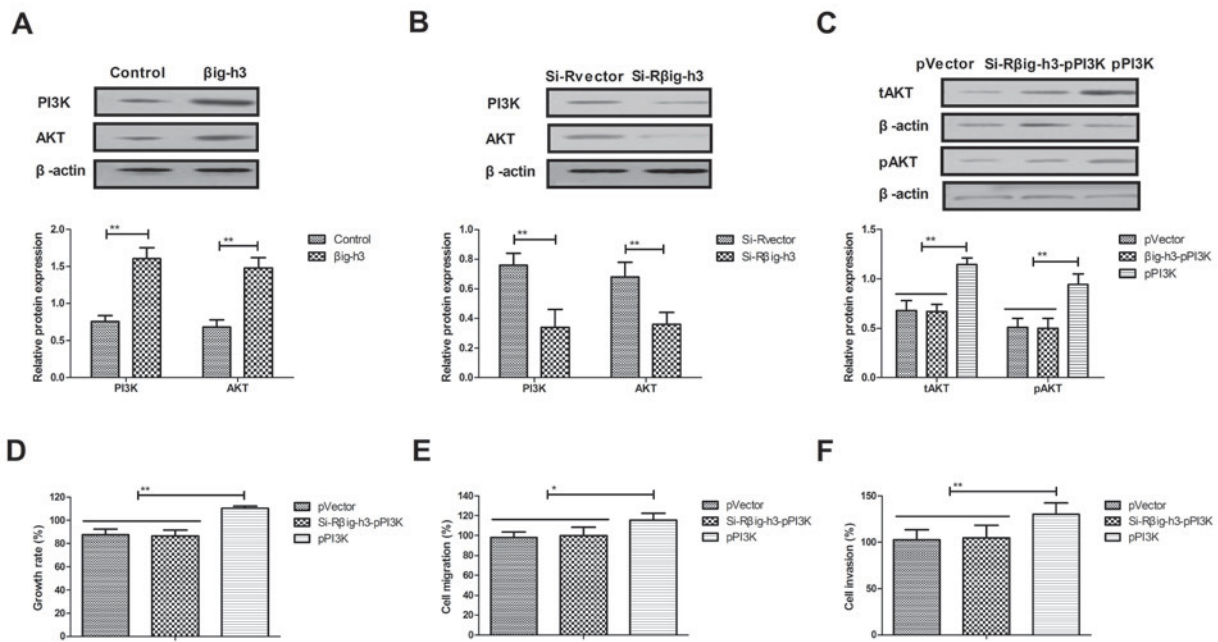 A
Control βig-h3
PI3K
AKT
β -actin
Relative protein expression
2.0
1.5
1.0
0.5
0.0
**
**
PI3K
AKT
Control
βig-h3
B
Si-Rvector Si-Rβig-h3
PI3K
AKT
β -actin
Relative protein expression
1.0
0.8
0.6
0.4
0.2
0.0
**
**
PI3K
AKT
Si-Rvector
Si-Rβig-h3
C
pVector Si-Rβig-h3-pPI3K pPI3K
tAKT
β -actin
pAKT
β -actin
Relative protein expression
1.5
1.0
0.5
0.0
**
**
tAKT
pAKT
pVector
βig-h3-pPI3K
pPI3K
D
Growth rate (%)
120
100
80
60
40
20
0
**
pVector
Si-Rβig-h3-pPI3K
pPI3K
E
Cell migration (%)
140
120
100
80
60
40
20
0
*
pVector
Si-Rβig-h3-pPI3K
pPI3K
F
Cell invasion (%)
150
100
50
0
**
pVector
Si-Rβig-h3-pPI3K
pPI3K